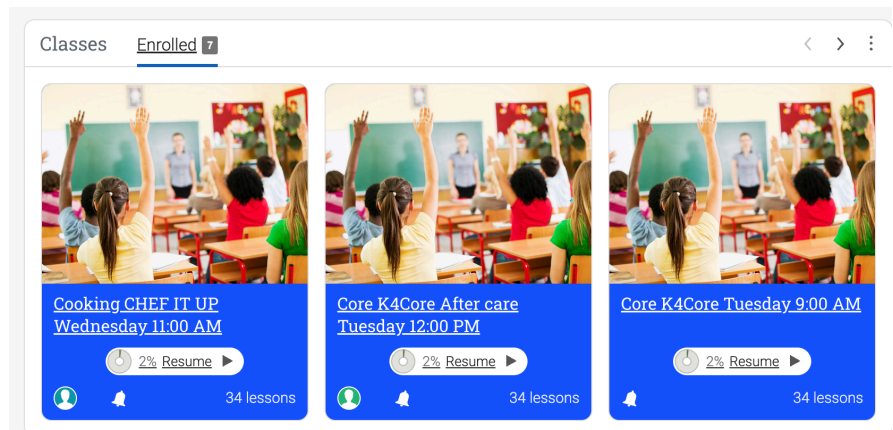 Classes Enrolled 7
Cooking CHEF IT UP
Wednesday 11:00 AM
2% Resume
34 lessons
Core K4Core After care
Tuesday 12:00 PM
2% Resume
34 lessons
Core K4Core Tuesday 9:00 AM
2% Resume
34 lessons